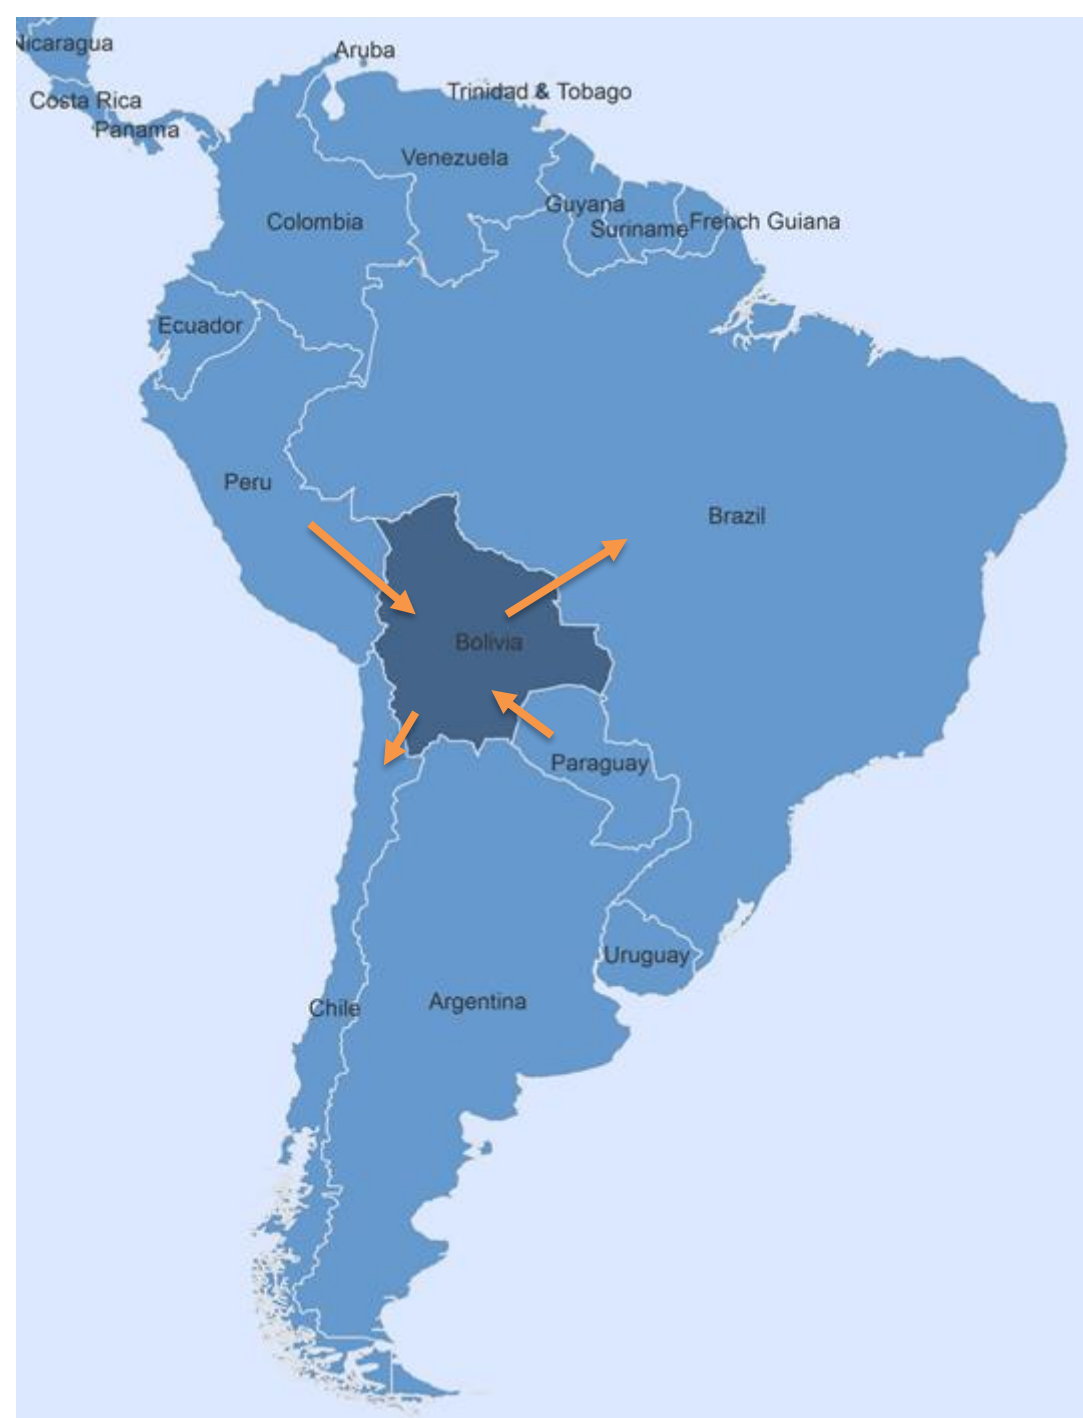 Nicaragua
Aruba
Costa Rica
Trinidad & Tobago
Panama
Venezuela
Colombia
Guyana
Suriname
French Guiana
Ecuador
Peru
Brazil
Bolivia
Paraguay
Uruguay
Chile
Argentina